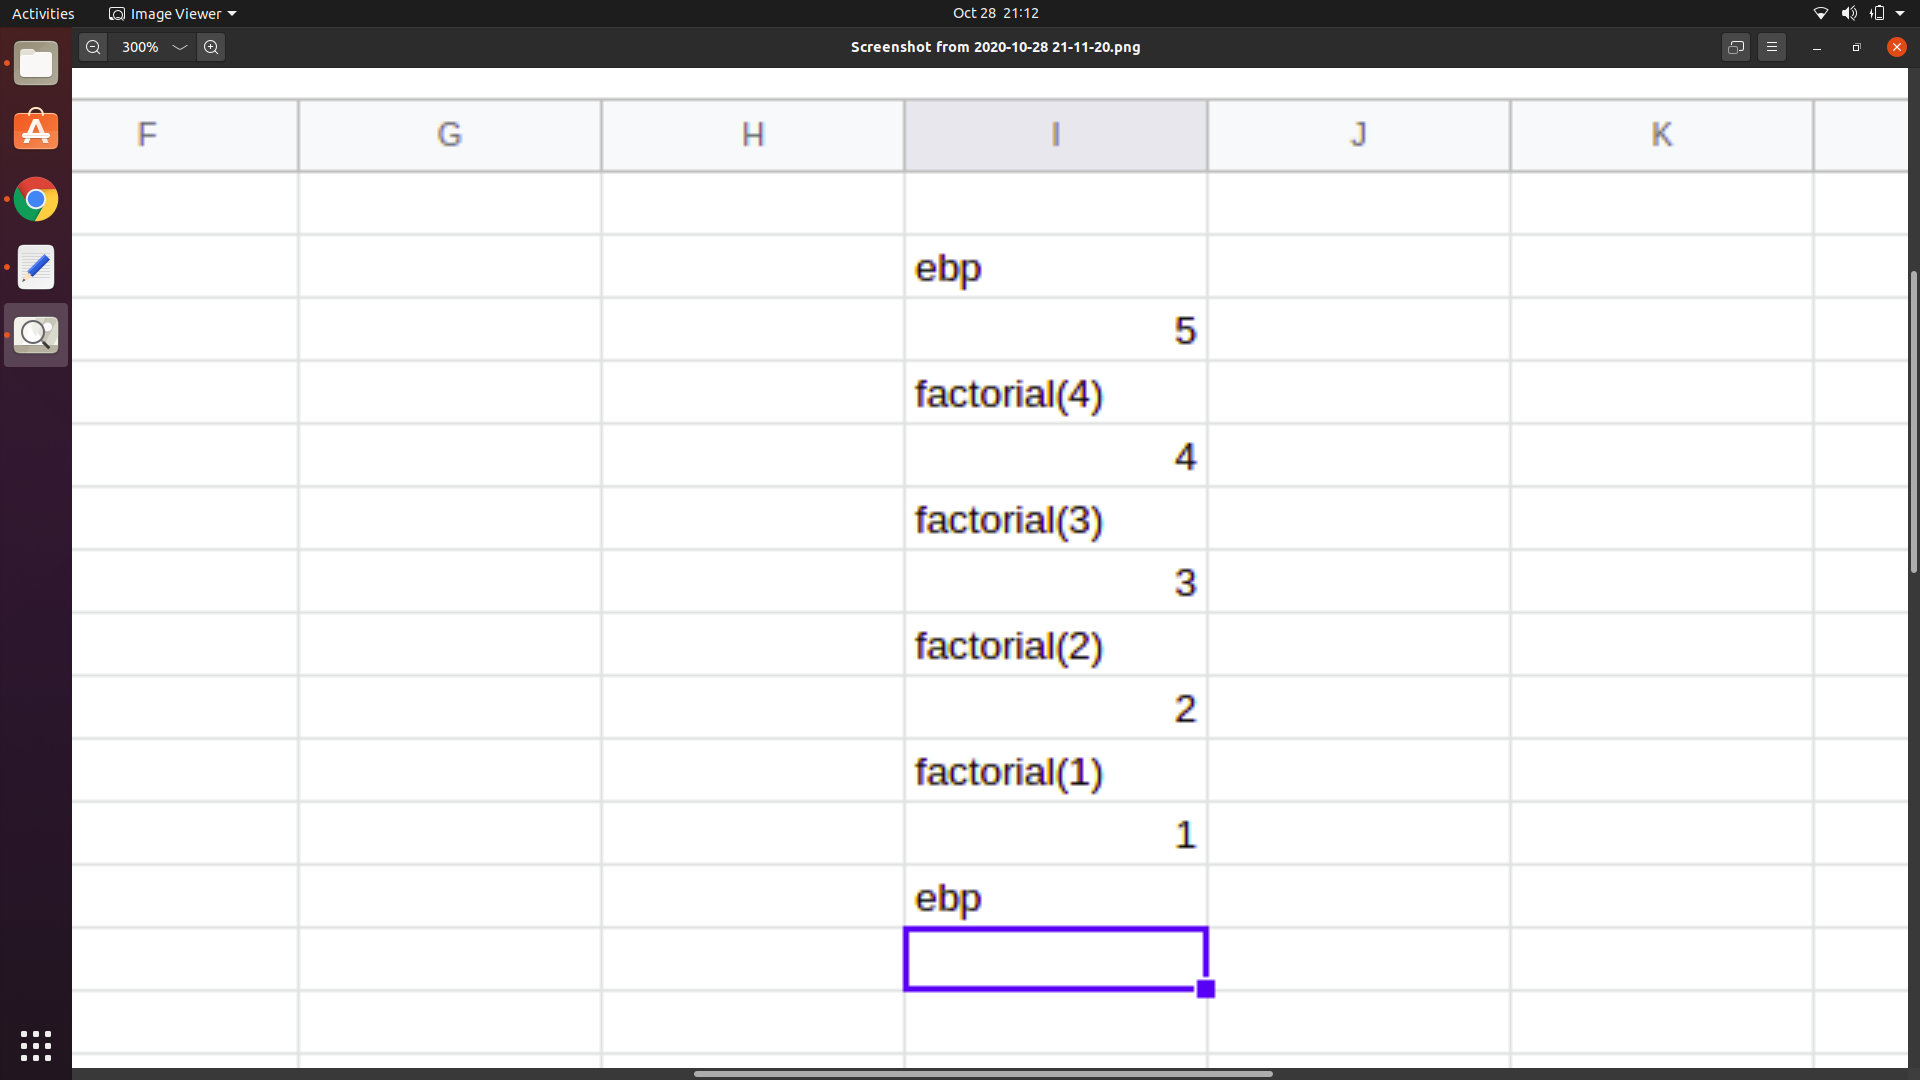 Activities Image Viewer Oct 28 21:12
300% Screenshot from 2020-10-28 21-11-20.png
F G H I J K
ebp
5
factorial(4)
4
factorial(3)
3
factorial(2)
2
factorial(1)
1
ebp